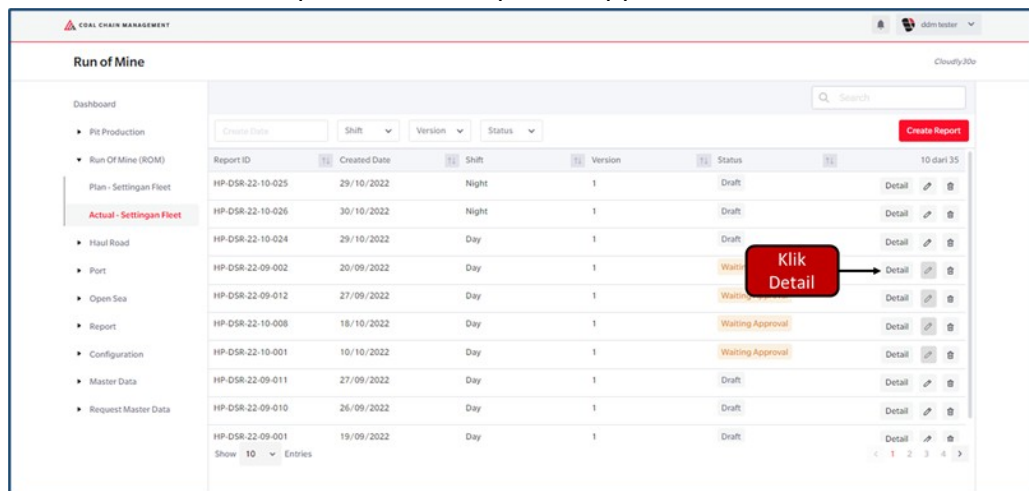 COAL CHAIN MANAGEMENT
ddm tester
Run of Mine
Cloudly30o
Dashboard
Search
Pit Production
Create Date
Shift
Version
Status
Create Report
Run Of Mine (ROM)
Report ID Created Date Shift Version Status 10 dari 35
Plan - Settingan Fleet
HP-DSR-22-10-025 29/10/2022 Night 1 Draft Detail
Actual - Settingan Fleet
HP-DSR-22-10-026 30/10/2022 Night 1 Draft Detail
Haul Road
HP-DSR-22-10-024 29/10/2022 Day 1 Draft Detail
Klik
Detail
Port
HP-DSR-22-09-002 20/09/2022 Day 1 Detail
Open Sea
HP-DSR-22-09-012 27/09/2022 Day 1 Detail
Report
HP-DSR-22-10-008 18/10/2022 Day 1 Waiting Approval Detail
Configuration
HP-DSR-22-10-001 10/10/2022 Day 1 Waiting Approval Detail
Master Data
HP-DSR-22-09-011 27/09/2022 Day 1 Draft Detail
Request Master Data
HP-DSR-22-09-010 26/09/2022 Day 1 Draft Detail
HP-DSR-22-09-001 19/09/2022 Day 1 Draft Detail
Show 10 Entries
1 2 3 4